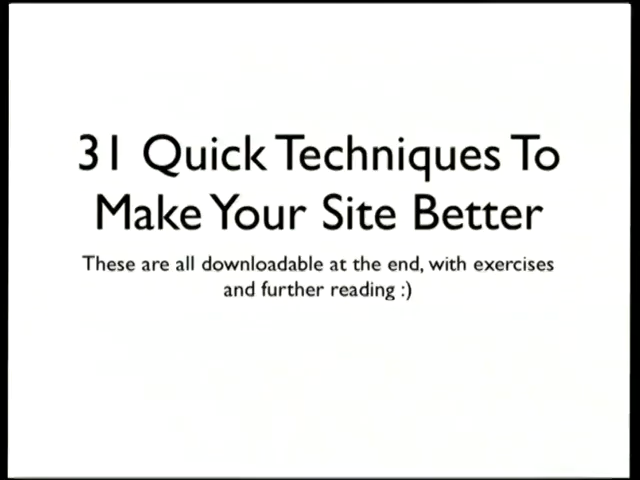 31 Quick Techniques To
Make Your Site Better
These are all downloadable at the end, with exercises
and further reading :)